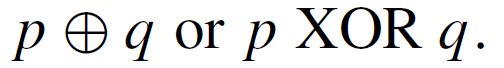 p ⊕ q or p XOR q.